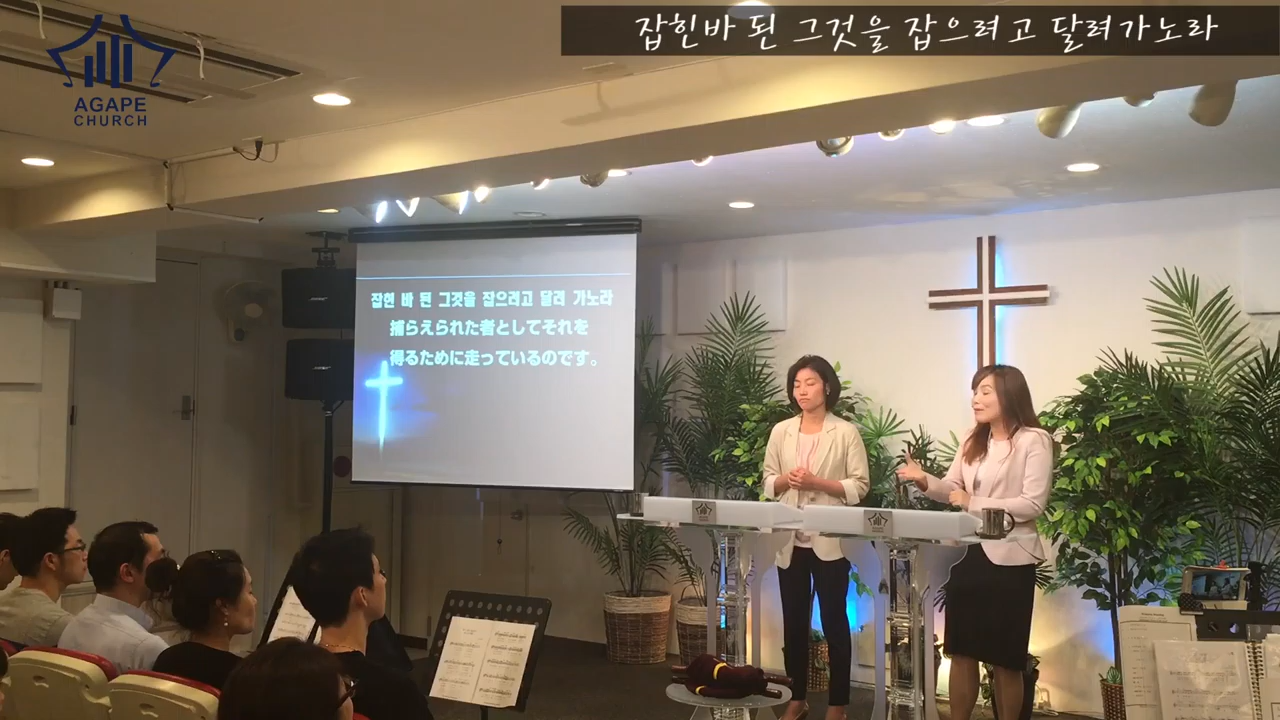 잡힌바 된 그것을 잡으려고 달려가노라
AGAPE
CHURCH
잡힌 바 된 그것을 잡으려고 달려 가노라
捕らえられた者としてそれを
得るために走っているのです。